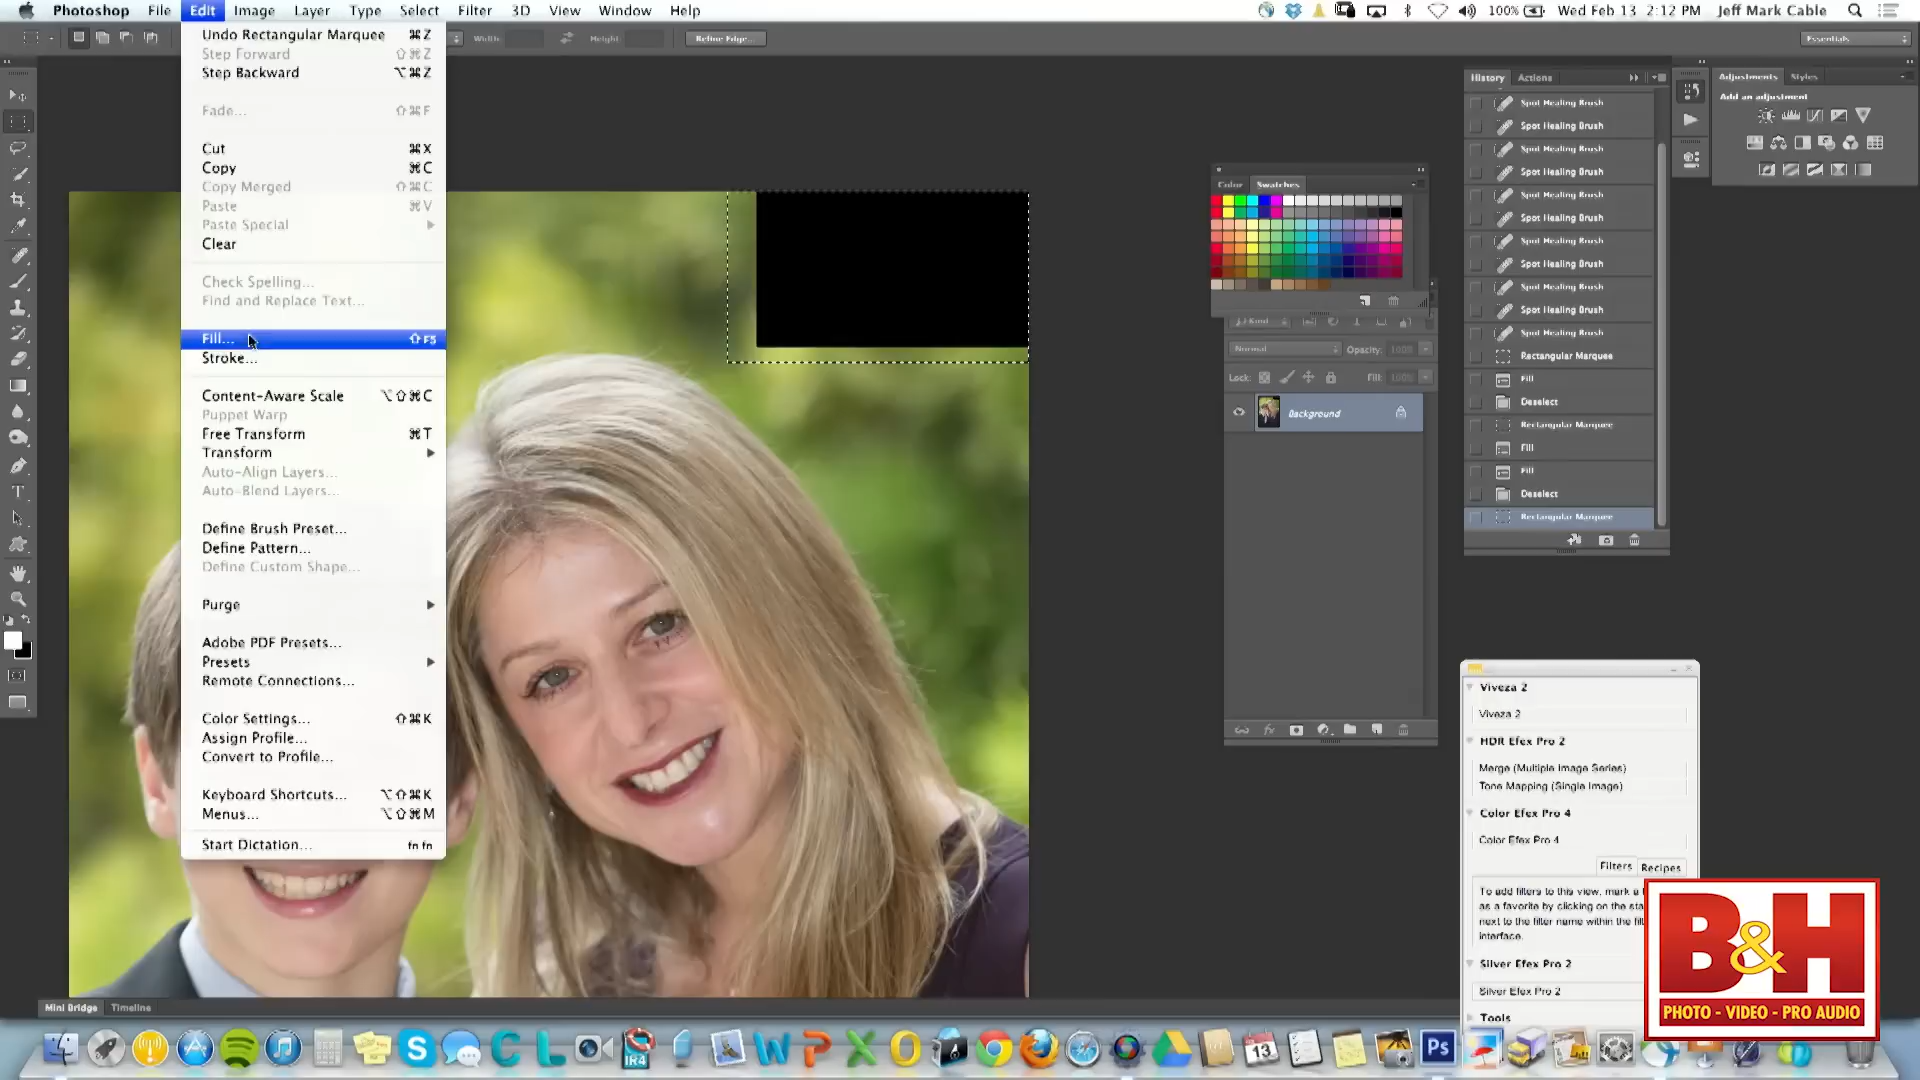 Photoshop File Edit Image Layer Type Select Filter 3D View Window Help 100% Wed Feb 13 2:12 PM Jeff Mark Cable
Width: Height: Refine Edge... Essentials
Undo Rectangular Marquee ⌘Z
Step Forward ⇧⌘Z
Step Backward ⌥⌘Z
Fade... ⇧⌘F
Cut ⌘X
Copy ⌘C
Copy Merged ⇧⌘C
Paste ⌘V
Paste Special
Clear
Check Spelling...
Find and Replace Text...
Fill... ⇧F5
Stroke...
Content-Aware Scale ⌥⇧⌘C
Puppet Warp
Free Transform ⌘T
Transform
Auto-Align Layers...
Auto-Blend Layers...
Define Brush Preset...
Define Pattern...
Define Custom Shape...
Purge
Adobe PDF Presets...
Presets
Remote Connections...
Color Settings... ⇧⌘K
Assign Profile...
Convert to Profile...
Keyboard Shortcuts... ⌥⇧⌘K
Menus... ⌥⇧⌘M
Start Dictation... fn fn
Color Swatches
Kind
Normal Opacity: 100%
Lock: Fill: 100%
Background
History Actions
Spot Healing Brush
Spot Healing Brush
Spot Healing Brush
Spot Healing Brush
Spot Healing Brush
Spot Healing Brush
Spot Healing Brush
Spot Healing Brush
Spot Healing Brush
Spot Healing Brush
Spot Healing Brush
Rectangular Marquee
Fill
Deselect
Rectangular Marquee
Fill
Fill
Deselect
Rectangular Marquee
Adjustments Styles
Add an adjustment
Viveza 2
Viveza 2
HDR Efex Pro 2
Merge (Multiple Image Series)
Tone Mapping (Single Image)
Color Efex Pro 4
Color Efex Pro 4
Filters Recipes
To add filters to this view, mark a
as a favorite by clicking on the sta
next to the filter name within the filt
interface.
Silver Efex Pro 2
Silver Efex Pro 2
Tools
B&H
PHOTO - VIDEO - PRO AUDIO
Mini Bridge Timeline
IR4
13
Ps